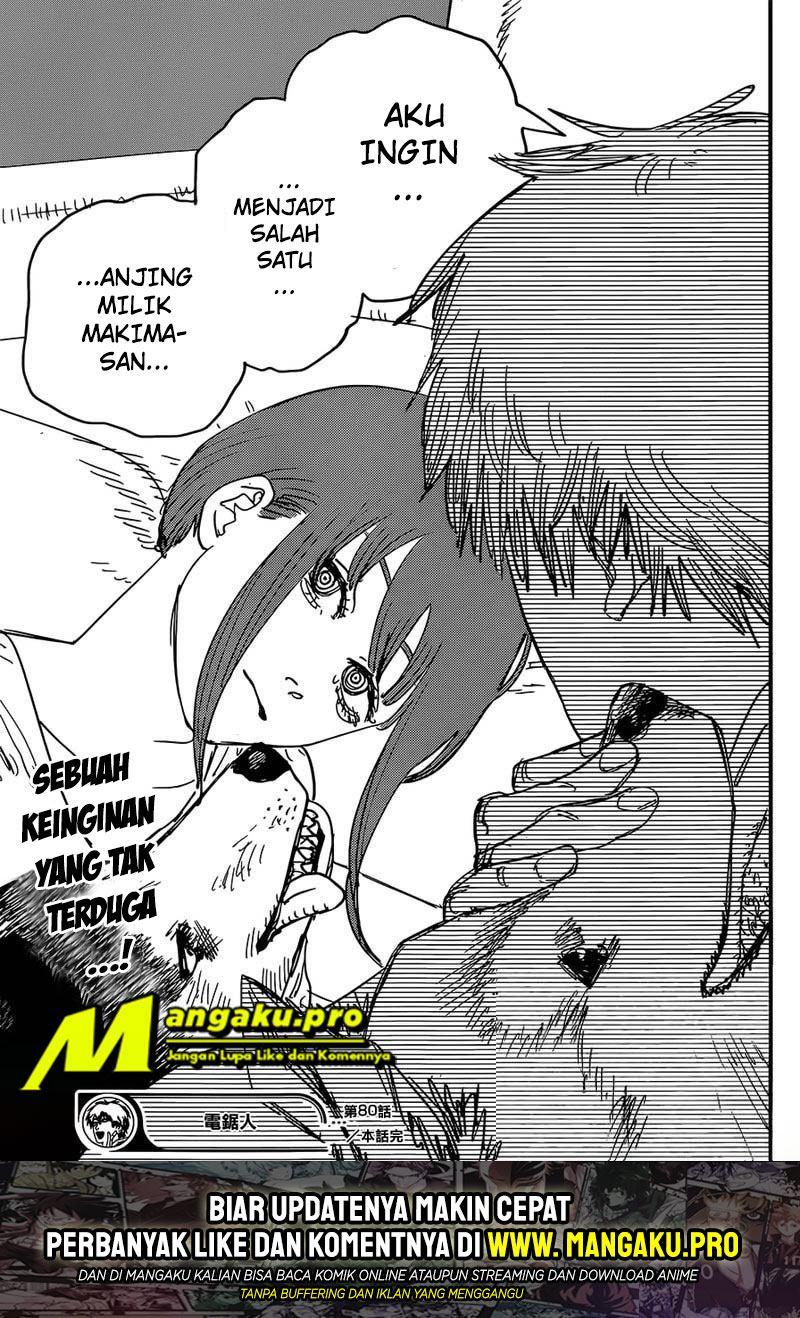 AKU
INGIN
...
...
MENJADI
SALAH
SATU
...
...ANJING
MILIK
MAKIMA-
SAN...
SEBUAH
KEINGINAN
YANG TAK
TERDUGA
....!
Mangaku.pro
Jangan Lupa Like dan Komennya
電鋸人
第80話
本話完
BIAR UPDATENYA MAKIN CEPAT
PERBANYAK LIKE DAN KOMENTNYA DI WWW. MANGAKU.PRO
DAN DI MANGAKU KALIAN BISA BACA KOMIK ONLINE ATAUPUN STREAMING DAN DOWNLOAD ANIME
TANPA BUFFERING DAN IKLAN YANG MENGGANGU